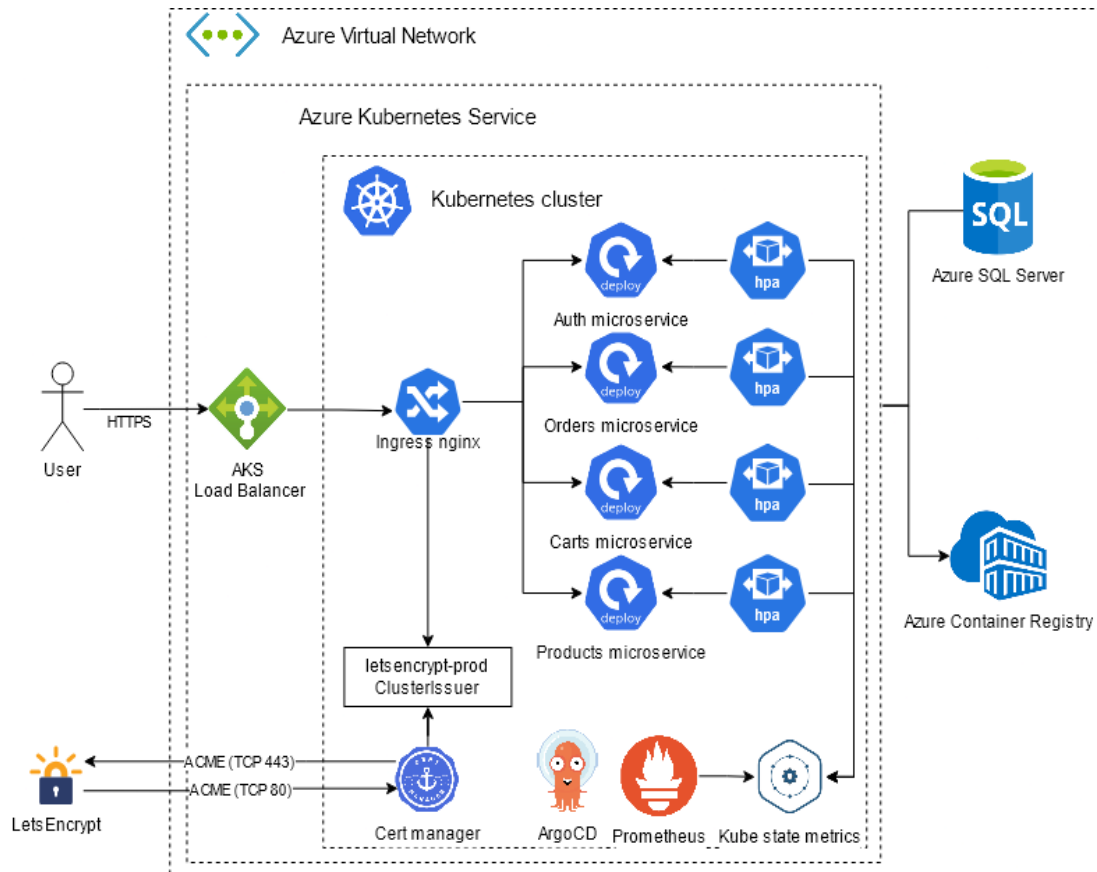 Azure Virtual Network
Azure Kubernetes Service
Kubernetes cluster
SQL
Azure SQL Server
deploy
hpa
Auth microservice
deploy
hpa
Orders microservice
HTTPS
User
AKS
Load Balancer
Ingress nginx
deploy
hpa
Carts microservice
deploy
hpa
Products microservice
Azure Container Registry
letsencrypt-prod
ClusterIssuer
ACME (TCP 443)
ACME (TCP 80)
LetsEncrypt
CERT
MANAGER
Cert manager
ArgoCD
Prometheus
Kube state metrics